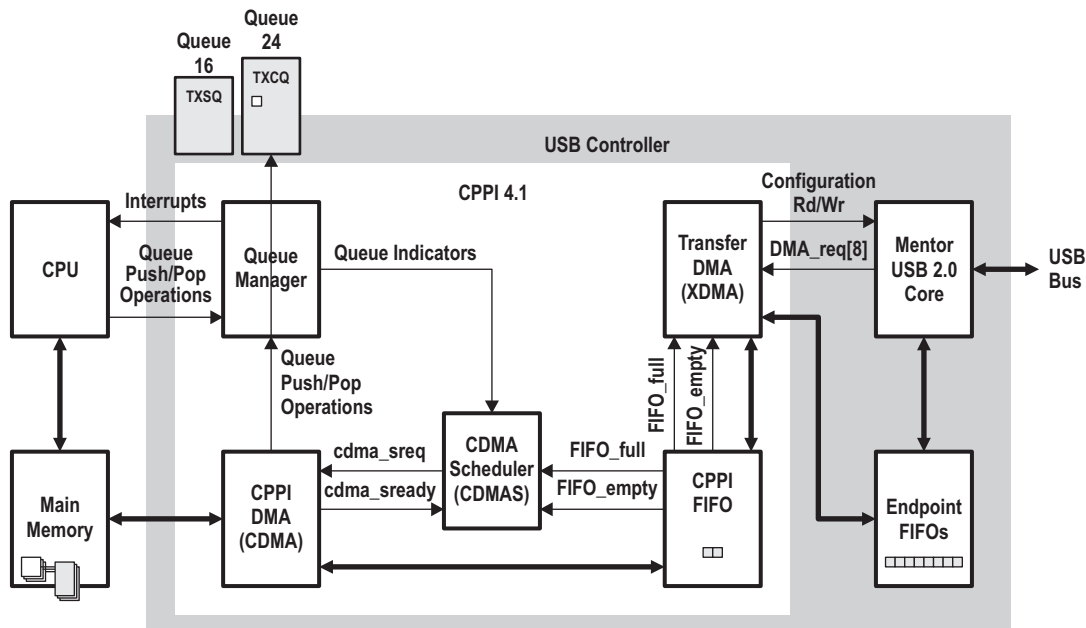 Queue
24
Queue
16
TXCQ
TXSQ
USB Controller
CPPI 4.1
Configuration
Rd/Wr
Interrupts
CPU
Queue
Push/Pop
Operations
Queue
Manager
Queue Indicators
Transfer
DMA
(XDMA)
DMA_req[8]
Mentor
USB 2.0
Core
USB
Bus
Queue
Push/Pop
Operations
FIFO_full
FIFO_empty
cdma_sreq
cdma_sready
CDMA
Scheduler
(CDMAS)
FIFO_full
FIFO_empty
Main
Memory
CPPI
DMA
(CDMA)
CPPI
FIFO
Endpoint
FIFOs